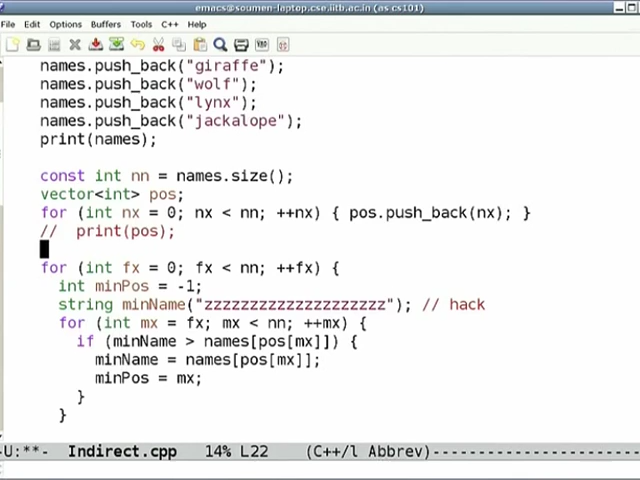 emacs@soumen-laptop.cse.iitb.ac.in (as cs101)
File Edit Options Buffers Tools C++ Help
names.push_back("giraffe");
names.push_back("wolf");
names.push_back("lynx");
names.push_back("jackalope");
print(names);
const int nn = names.size();
vector<int> pos;
for (int nx = 0; nx < nn; ++nx) { pos.push_back(nx); }
//  print(pos);
for (int fx = 0; fx < nn; ++fx) {
  int minPos = -1;
  string minName("zzzzzzzzzzzzzzzzzzzz"); // hack
  for (int mx = fx; mx < nn; ++mx) {
    if (minName > names[pos[mx]]) {
      minName = names[pos[mx]];
      minPos = mx;
    }
  }
-U:**-  Indirect.cpp   14% L22    (C++/l Abbrev)------------------------